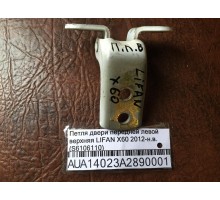 П.П.В
LIFAN
X60
Петля двери передней левой
верхняя LIFAN X60 2012-н.в.
(S6106110)
AUA14023A2890001